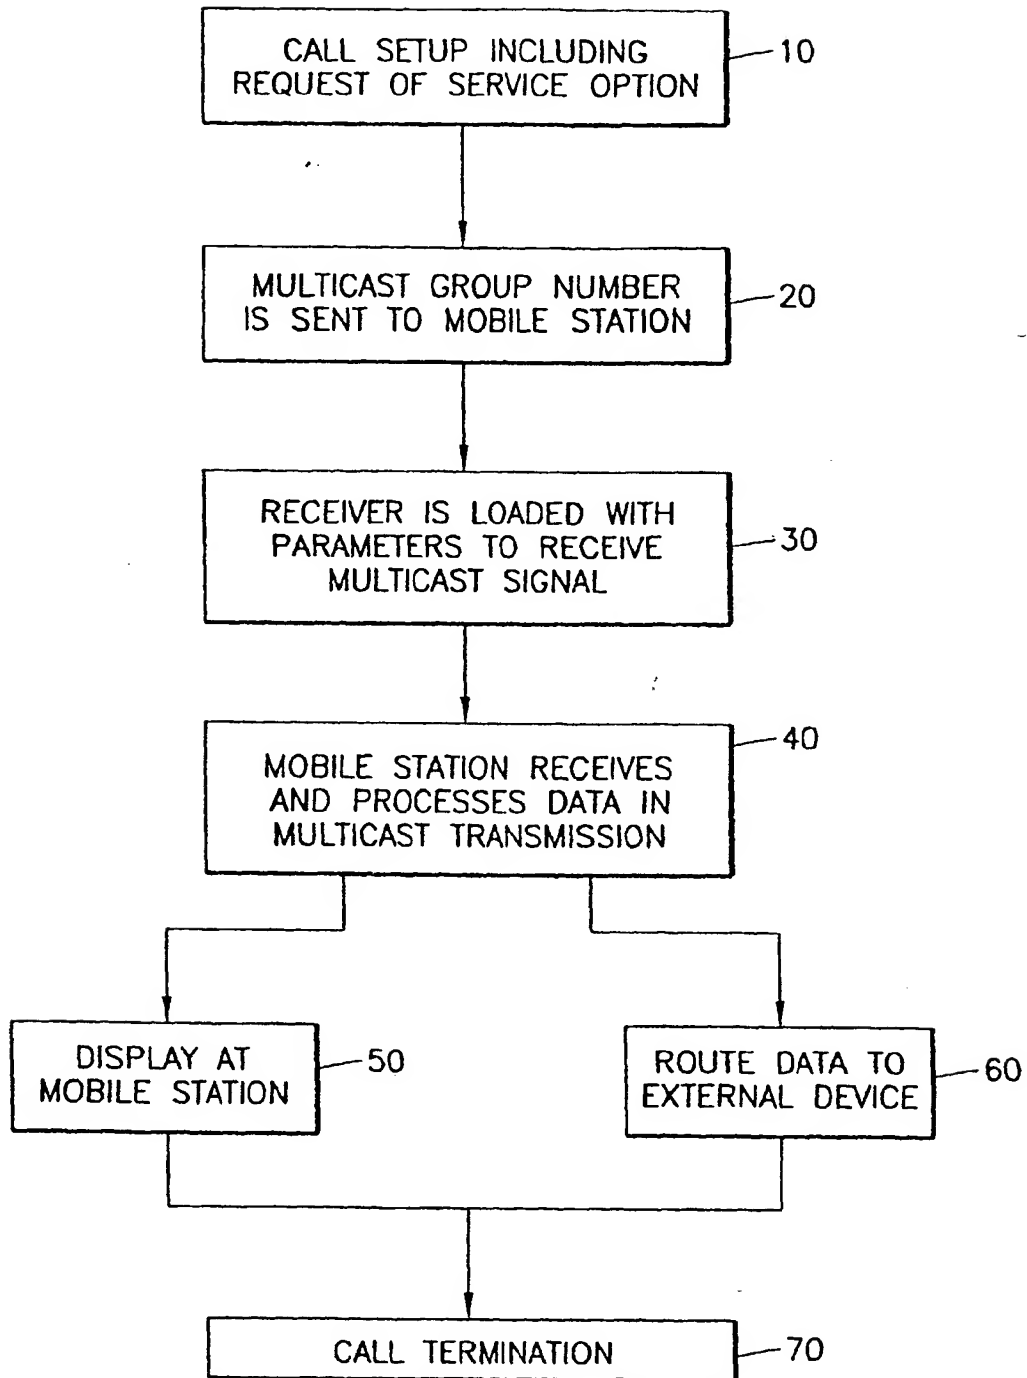 CALL SETUP INCLUDING
REQUEST OF SERVICE OPTION
10
MULTICAST GROUP NUMBER
IS SENT TO MOBILE STATION
20
RECEIVER IS LOADED WITH
PARAMETERS TO RECEIVE
MULTICAST SIGNAL
30
MOBILE STATION RECEIVES
AND PROCESSES DATA IN
MULTICAST TRANSMISSION
40
DISPLAY AT
MOBILE STATION
50
ROUTE DATA TO
EXTERNAL DEVICE
60
CALL TERMINATION
70